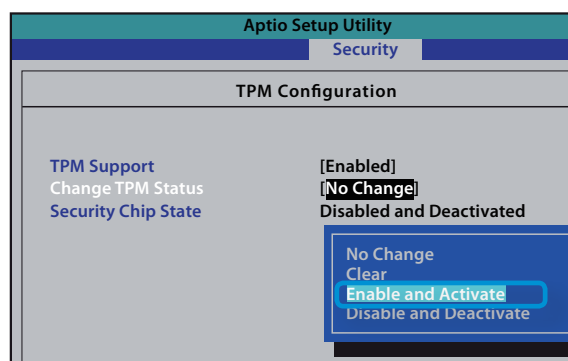 Aptio Setup Utility
Security
TPM Configuration
TPM Support [Enabled]
Change TPM Status [No Change]
Security Chip State Disabled and Deactivated
No Change
Clear
Enable and Activate
Disable and Deactivate